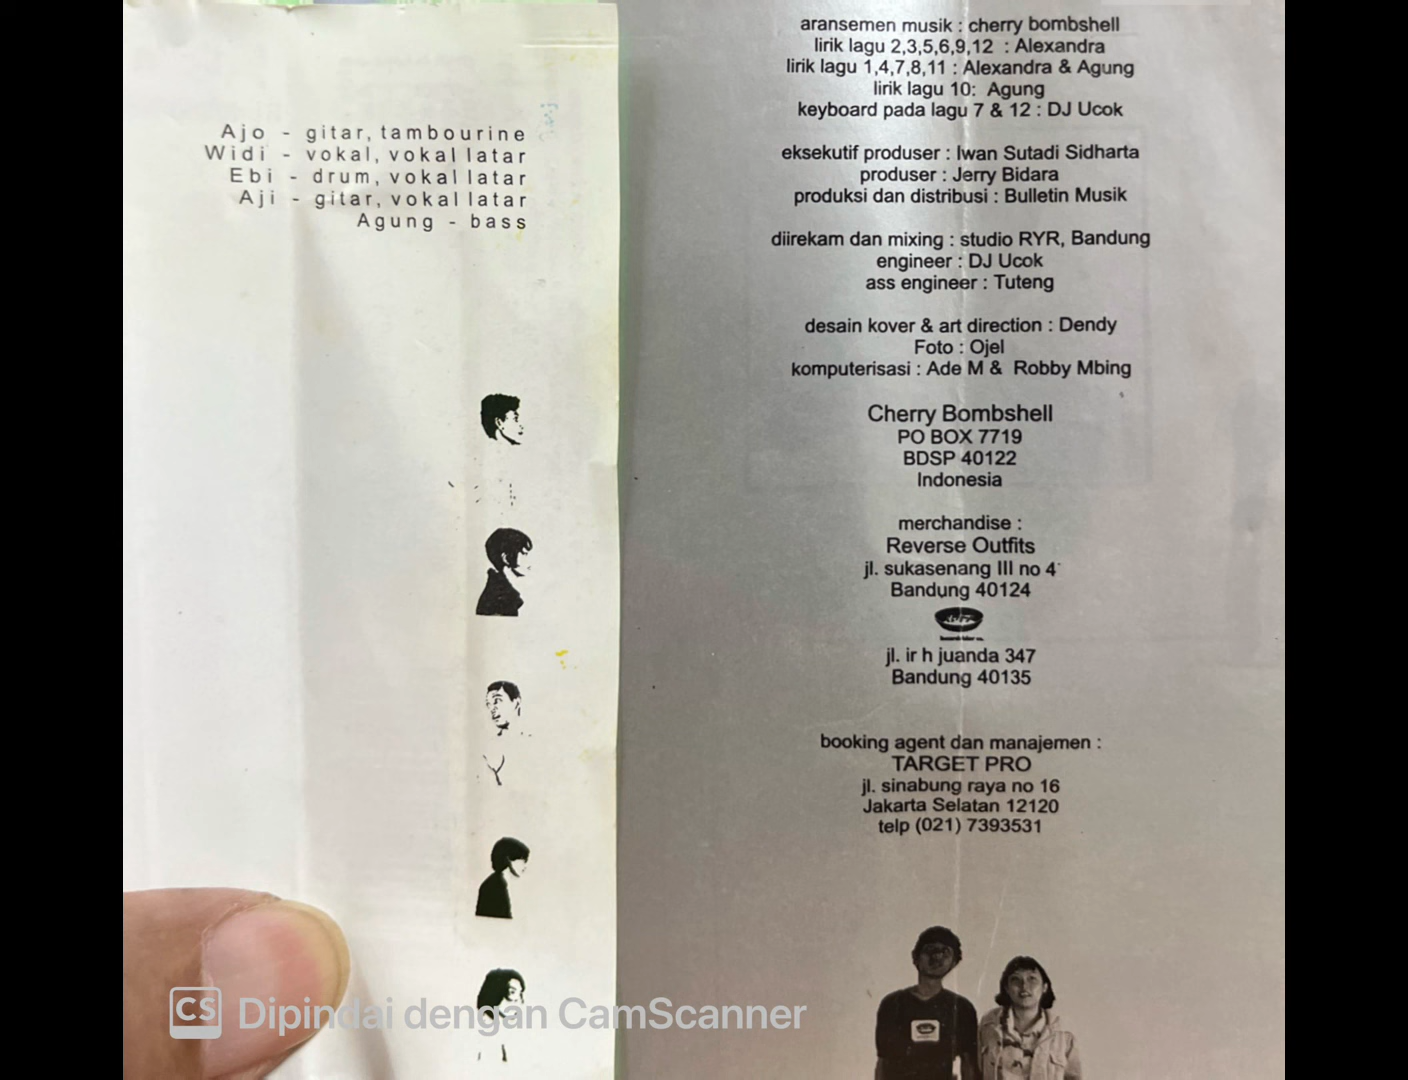 Ajo - gitar, tambourine
Widi - vokal, vokal latar
Ebi - drum, vokal latar
Aji - gitar, vokal latar
Agung - bass
aransemen musik : cherry bombshell
lirik lagu 2,3,5,6,9,12 : Alexandra
lirik lagu 1,4,7,8,11 : Alexandra & Agung
lirik lagu 10: Agung
keyboard pada lagu 7 & 12 : DJ Ucok
eksekutif produser : Iwan Sutadi Sidharta
produser : Jerry Bidara
produksi dan distribusi : Bulletin Musik
diirekam dan mixing : studio RYR, Bandung
engineer : DJ Ucok
ass engineer : Tuteng
desain kover & art direction : Dendy
Foto : Ojel
komputerisasi : Ade M & Robby Mbing
Cherry Bombshell
PO BOX 7719
BDSP 40122
Indonesia
merchandise :
Reverse Outfits
jl. sukasenang III no 4
Bandung 40124
jl. ir h juanda 347
Bandung 40135
booking agent dan manajemen :
TARGET PRO
jl. sinabung raya no 16
Jakarta Selatan 12120
telp (021) 7393531
CS Dipindai dengan CamScanner